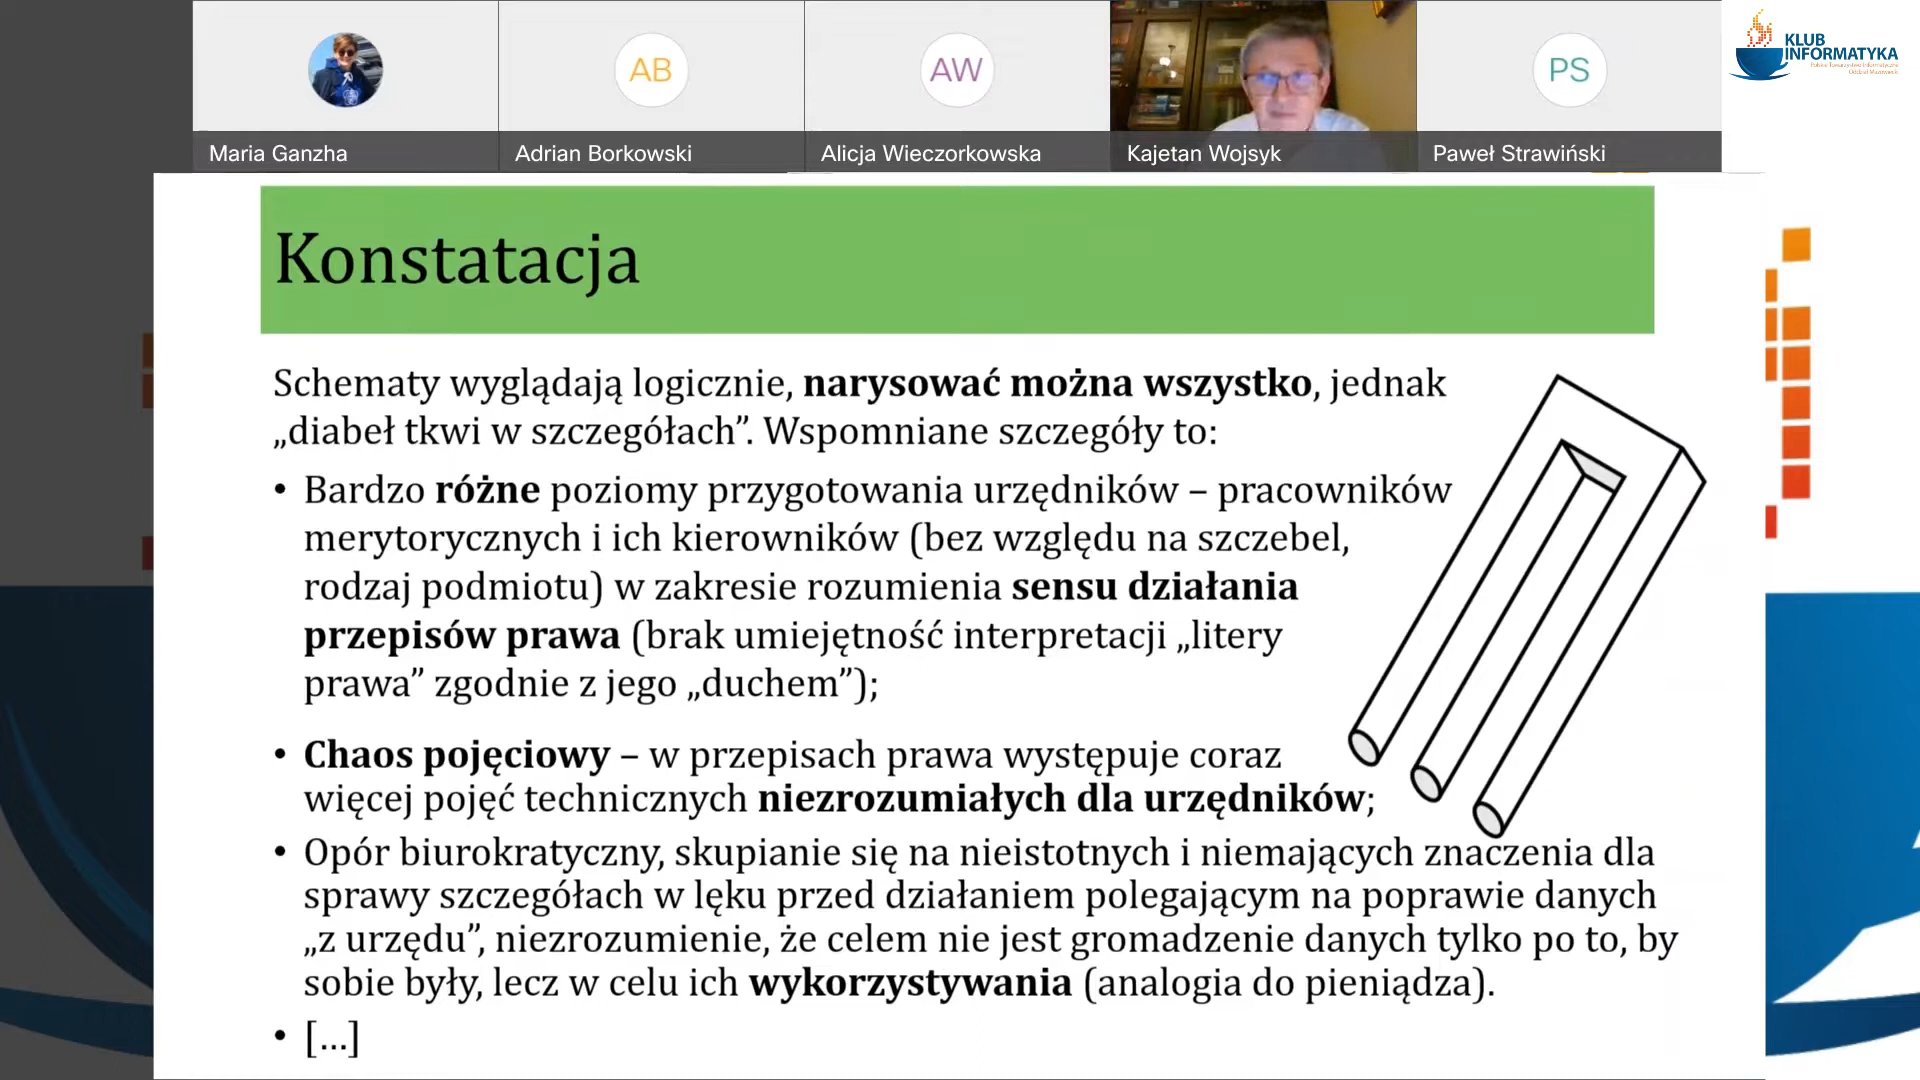 AB
AW
PS
KLUB
INFORMATYKA
Polskie Towarzystwo Informatyczne
Oddział Mazowiecki
Maria Ganzha
Adrian Borkowski
Alicja Wieczorkowska
Kajetan Wojsyk
Paweł Strawiński
Konstatacja
Schematy wyglądają logicznie, narysować można wszystko, jednak
„diabeł tkwi w szczegółach”. Wspomniane szczegóły to:
• Bardzo różne poziomy przygotowania urzędników – pracowników
merytorycznych i ich kierowników (bez względu na szczebel,
rodzaj podmiotu) w zakresie rozumienia sensu działania
przepisów prawa (brak umiejętność interpretacji „litery
prawa” zgodnie z jego „duchem”);
• Chaos pojęciowy – w przepisach prawa występuje coraz
więcej pojęć technicznych niezrozumiałych dla urzędników;
• Opór biurokratyczny, skupianie się na nieistotnych i niemających znaczenia dla
sprawy szczegółach w lęku przed działaniem polegającym na poprawie danych
„z urzędu”, niezrozumienie, że celem nie jest gromadzenie danych tylko po to, by
sobie były, lecz w celu ich wykorzystywania (analogia do pieniądza).
• [...]